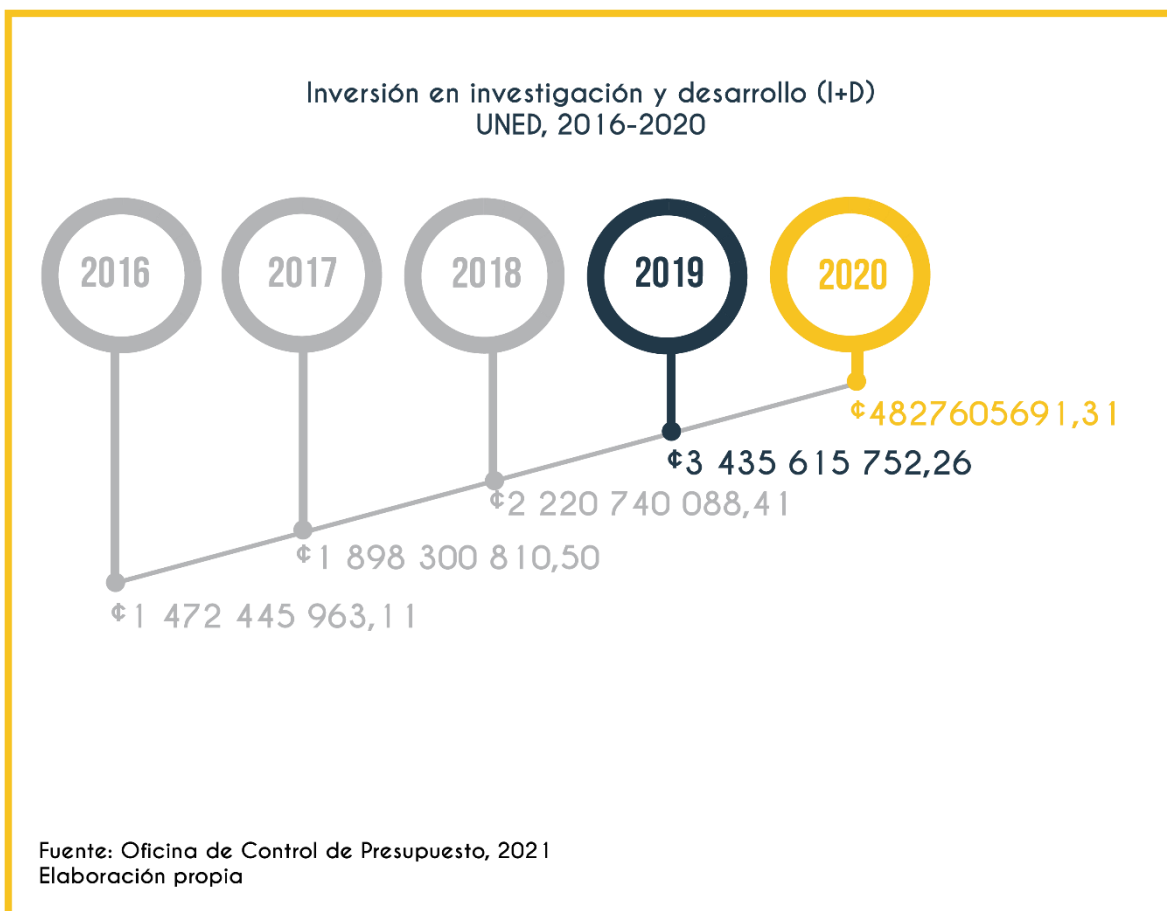 Inversión en investigación y desarrollo (I+D)
UNED, 2016-2020
2016
2017
2018
2019
2020
¢4827605691,31
¢3 435 615 752,26
¢2 220 740 088,41
¢1 898 300 810,50
¢1 472 445 963,11
Fuente: Oficina de Control de Presupuesto, 2021
Elaboración propia